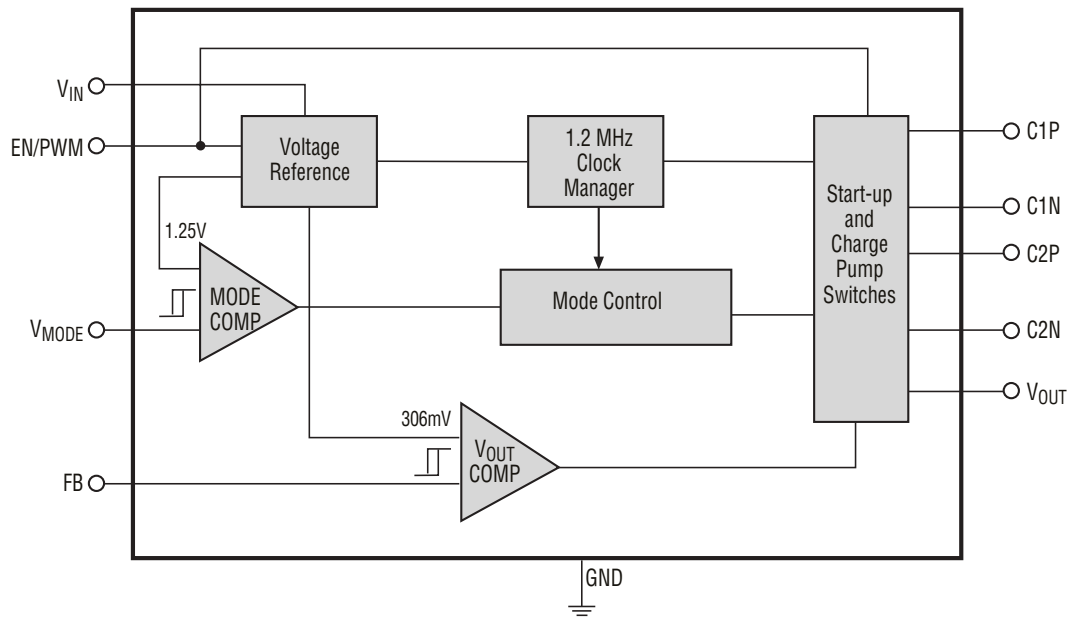 VIN
EN/PWM
Voltage
Reference
1.2 MHz
Clock
Manager
Start-up
and
Charge
Pump
Switches
C1P
C1N
C2P
C2N
VOUT
1.25V
MODE
COMP
VMODE
Mode Control
306mV
VOUT
COMP
FB
GND